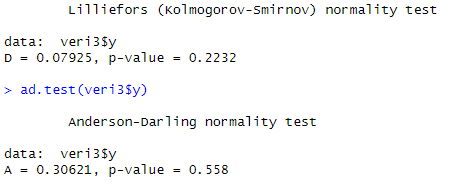 Lilliefors (Kolmogorov-Smirnov) normality test
data:  veri3$y
D = 0.07925, p-value = 0.2232
> ad.test(veri3$y)
Anderson-Darling normality test
data:  veri3$y
A = 0.30621, p-value = 0.558